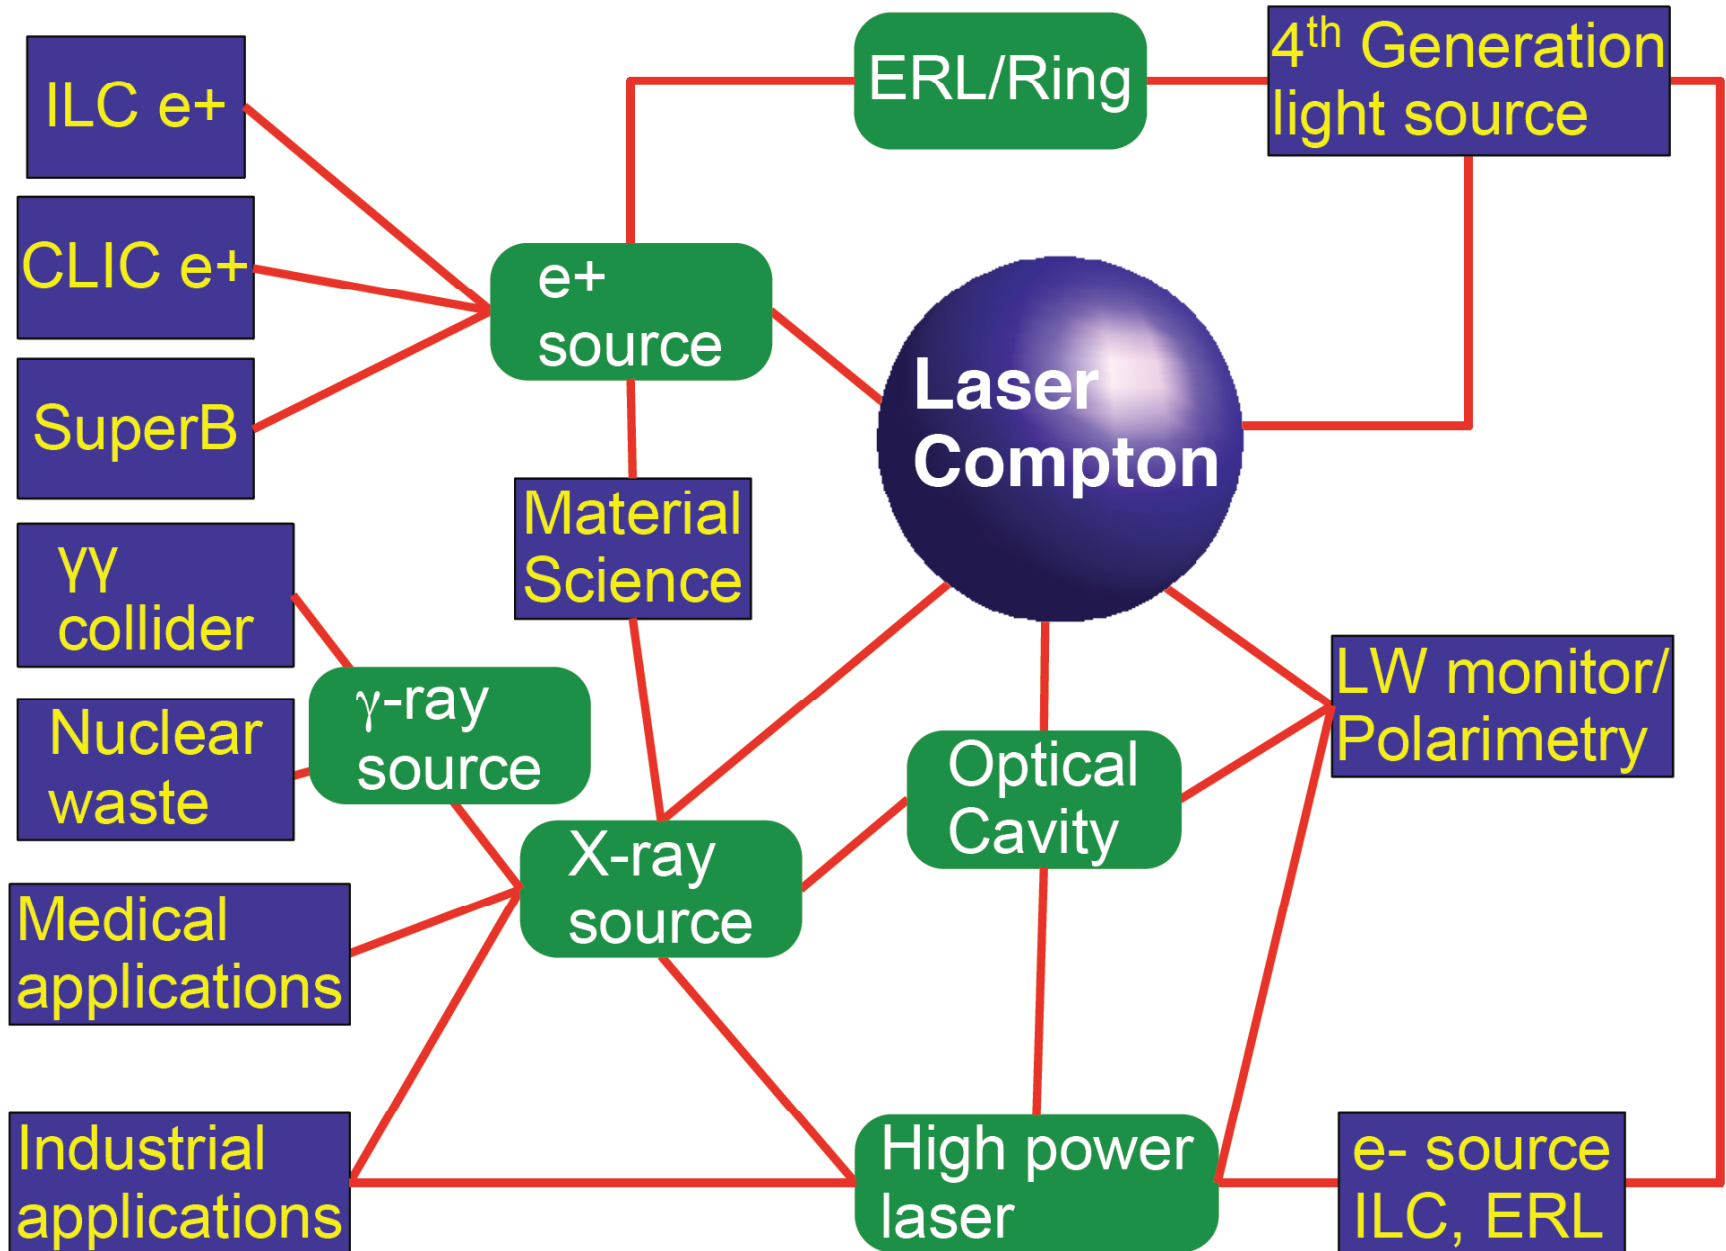 ILC e+
CLIC e+
SuperB
γγ
collider
Nuclear
waste
Medical
applications
Industrial
applications
e+
source
Material
Science
γ-ray
source
X-ray
source
ERL/Ring
Laser
Compton
Optical
Cavity
High power
laser
4th Generation
light source
LW monitor/
Polarimetry
e- source
ILC, ERL